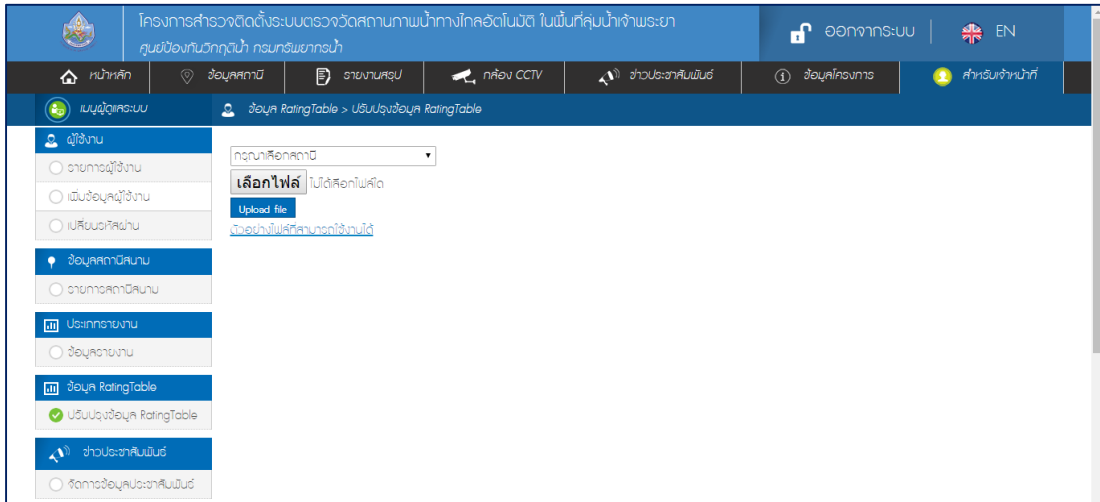 โครงการสำรวจติดตั้งระบบตรวจวัดสถานภาพน้ำทางไกลอัตโนมัติ ในพื้นที่ลุ่มน้ำเจ้าพระยา
ศูนย์ป้องกันวิกฤติน้ำ กรมทรัพยากรน้ำ
ออกจากระบบ EN
หน้าหลัก ข้อมูลสถานี รายงานสรุป กล้อง CCTV ข่าวประชาสัมพันธ์ ข้อมูลโครงการ สำหรับเจ้าหน้าที่
เมนูผู้ดูแลระบบ ข้อมูล RatingTable > ปรับปรุงข้อมูล RatingTable
ผู้ใช้งาน
รายการผู้ใช้งาน
เพิ่มข้อมูลผู้ใช้งาน
เปลี่ยนรหัสผ่าน
ข้อมูลสถานีสนาม
รายการสถานีสนาม
ประเภทรายงาน
ข้อมูลรายงาน
ข้อมูล RatingTable
ปรับปรุงข้อมูล RatingTable
ข่าวประชาสัมพันธ์
จัดการข้อมูลประชาสัมพันธ์
กรุณาเลือกสถานี
เลือกไฟล์ ไม่ได้เลือกไฟล์ใด
Upload file
ตัวอย่างไฟล์ที่สามารถใช้งานได้